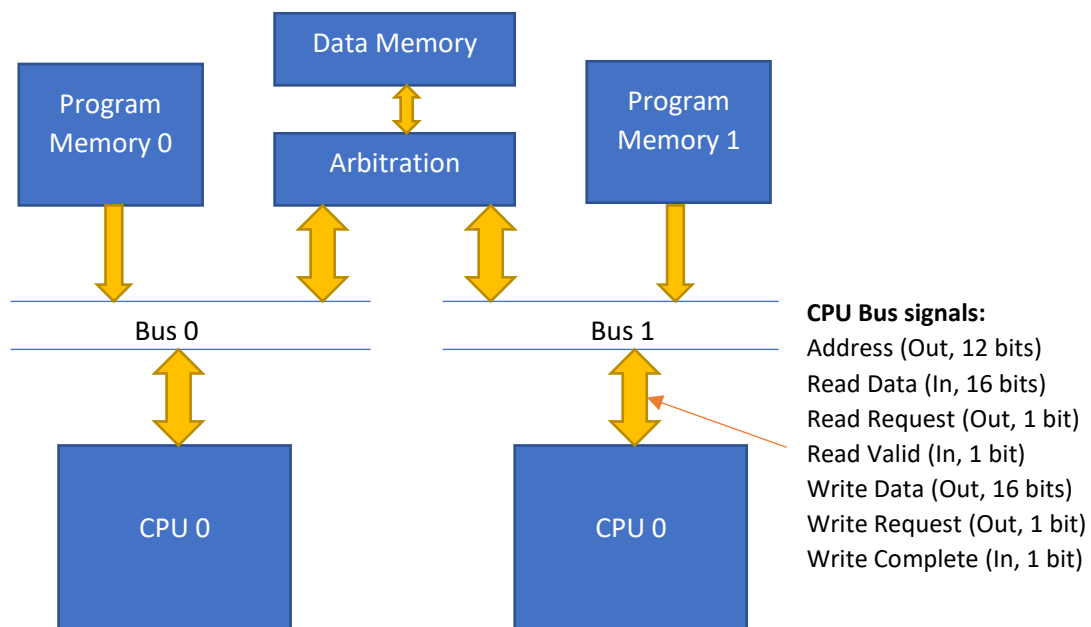 Data Memory
Program
Memory 0
Program
Memory 1
Arbitration
Bus 0
Bus 1
CPU Bus signals:
Address (Out, 12 bits)
Read Data (In, 16 bits)
Read Request (Out, 1 bit)
Read Valid (In, 1 bit)
Write Data (Out, 16 bits)
Write Request (Out, 1 bit)
Write Complete (In, 1 bit)
CPU 0
CPU 0